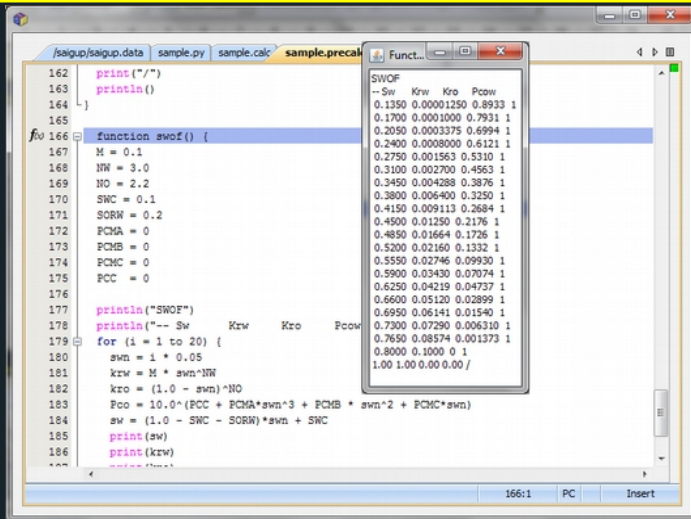 /saigup/saigup.data sample.py sample.calc sample.precalc
162 print("/")
163 println()
164 }
165
f(x) 166 function swof() {
167 M = 0.1
168 NW = 3.0
169 NO = 2.2
170 SWC = 0.1
171 SORW = 0.2
172 PCMA = 0
173 PCMB = 0
174 PCMC = 0
175 PCC = 0
176
177 println("SWOF")
178 println("-- Sw Krw Kro Pcow
179 for (i = 1 to 20) {
180 swn = i * 0.05
181 krw = M * swn^NW
182 kro = (1.0 - swn)^NO
183 Pco = 10.0^(PCC + PCMA*swn^3 + PCMB * swn^2 + PCMC*swn)
184 sw = (1.0 - SWC - SORW)*swn + SWC
185 print(sw)
186 print(krw)
Funct...
SWOF
-- Sw Krw Kro Pcow
0.1350 0.00001250 0.8933 1
0.1700 0.0001000 0.7931 1
0.2050 0.0003375 0.6994 1
0.2400 0.0008000 0.6121 1
0.2750 0.001563 0.5310 1
0.3100 0.002700 0.4563 1
0.3450 0.004288 0.3876 1
0.3800 0.006400 0.3250 1
0.4150 0.009113 0.2684 1
0.4500 0.01250 0.2176 1
0.4850 0.01664 0.1726 1
0.5200 0.02160 0.1332 1
0.5550 0.02746 0.09930 1
0.5900 0.03430 0.07074 1
0.6250 0.04219 0.04737 1
0.6600 0.05120 0.02899 1
0.6950 0.06141 0.01540 1
0.7300 0.07290 0.006310 1
0.7650 0.08574 0.001373 1
0.8000 0.1000 0 1
1.00 1.00 0.00 0.00 /
166:1 PC Insert